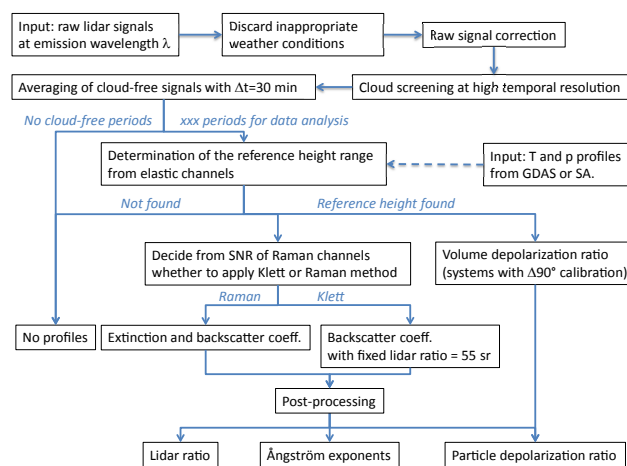 Input: raw lidar signals
at emission wavelength λ
Discard inappropriate
weather conditions
Raw signal correction
Averaging of cloud-free signals with Δt=30 min
Cloud screening at high temporal resolution
No cloud-free periods
xxx periods for data analysis
Determination of the reference height range
from elastic channels
Input: T and p profiles
from GDAS or SA.
Not found
Reference height found
Decide from SNR of Raman channels
whether to apply Klett or Raman method
Volume depolarization ratio
(systems with Δ90° calibration)
Raman
Klett
No profiles
Extinction and backscatter coeff.
Backscatter coeff.
with fixed lidar ratio = 55 sr
Post-processing
Lidar ratio
Ångström exponents
Particle depolarization ratio